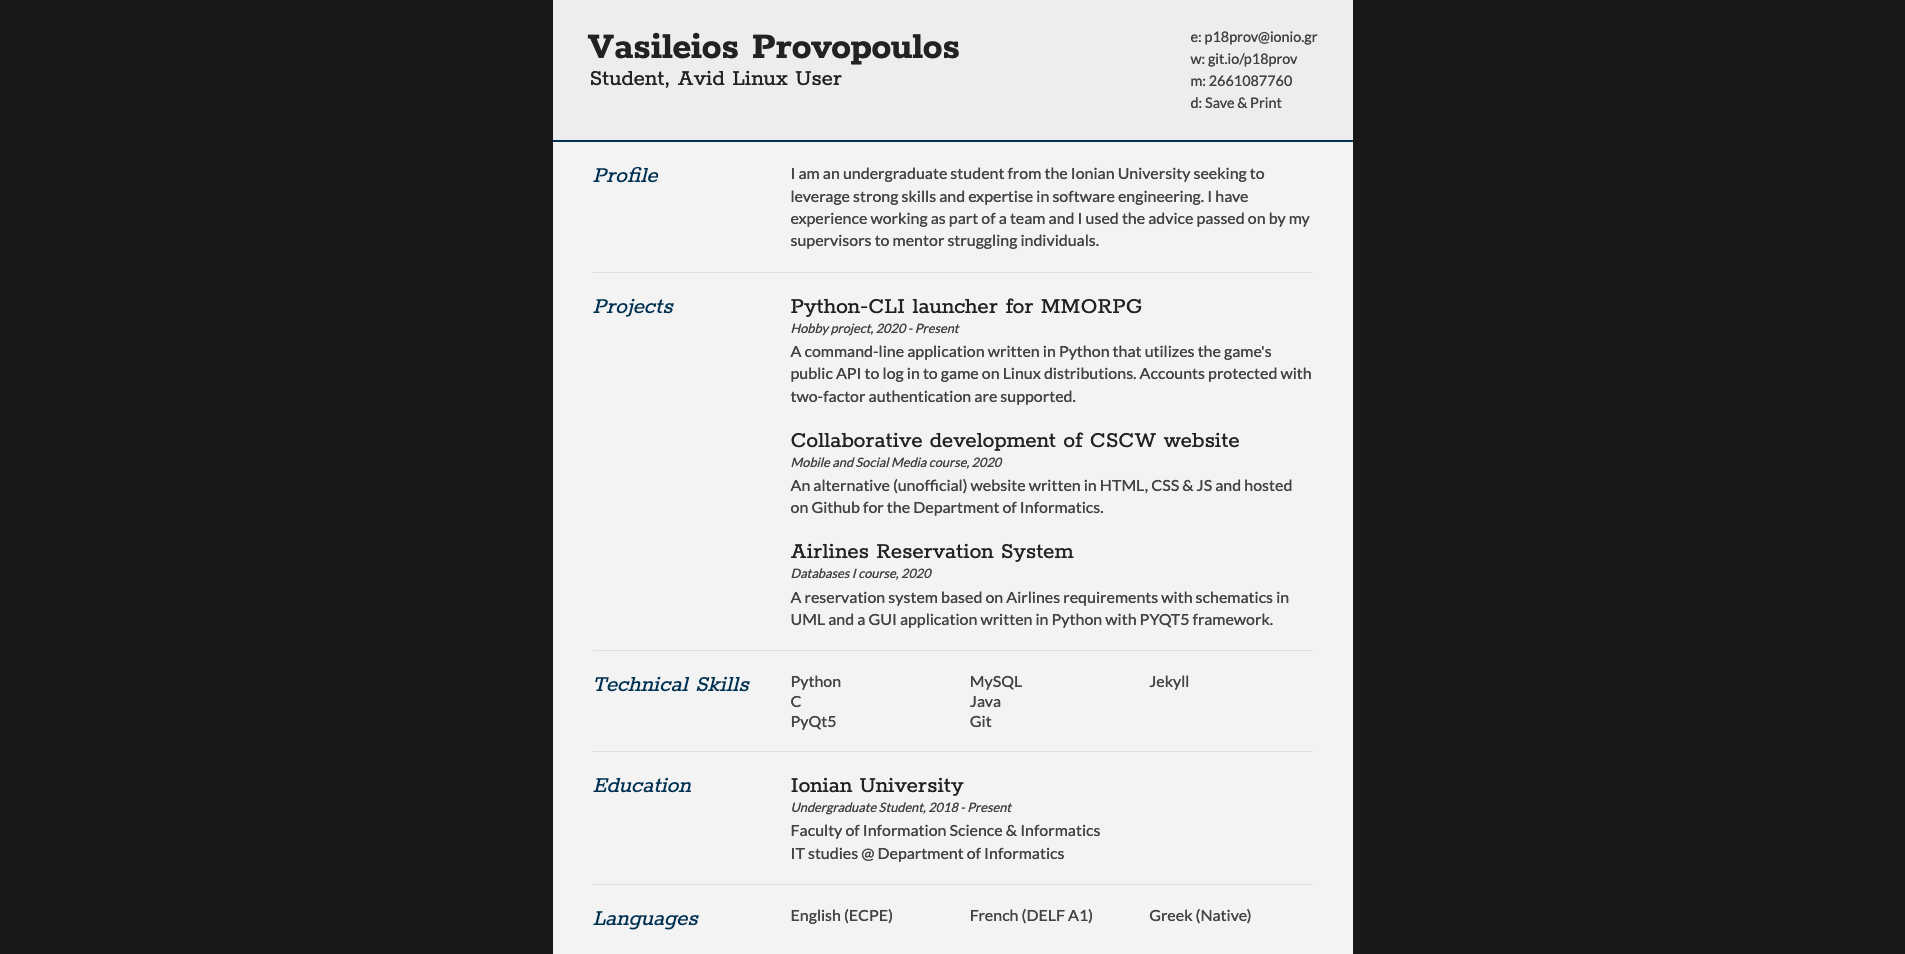 Vasileios Provopoulos
Student, Avid Linux User
e: p18prov@ionio.gr
w: git.io/p18prov
m: 2661087760
d: Save & Print
Profile
I am an undergraduate student from the Ionian University seeking to
leverage strong skills and expertise in software engineering. I have
experience working as part of a team and I used the advice passed on by my
supervisors to mentor struggling individuals.
Projects
Python-CLI launcher for MMORPG
Hobby project, 2020 - Present
A command-line application written in Python that utilizes the game's
public API to log in to game on Linux distributions. Accounts protected with
two-factor authentication are supported.
Collaborative development of CSCW website
Mobile and Social Media course, 2020
An alternative (unofficial) website written in HTML, CSS & JS and hosted
on Github for the Department of Informatics.
Airlines Reservation System
Databases I course, 2020
A reservation system based on Airlines requirements with schematics in
UML and a GUI application written in Python with PYQT5 framework.
Technical Skills
Python MySQL Jekyll
C Java
PyQt5 Git
Education
Ionian University
Undergraduate Student, 2018 - Present
Faculty of Information Science & Informatics
IT studies @ Department of Informatics
Languages
English (ECPE) French (DELF A1) Greek (Native)